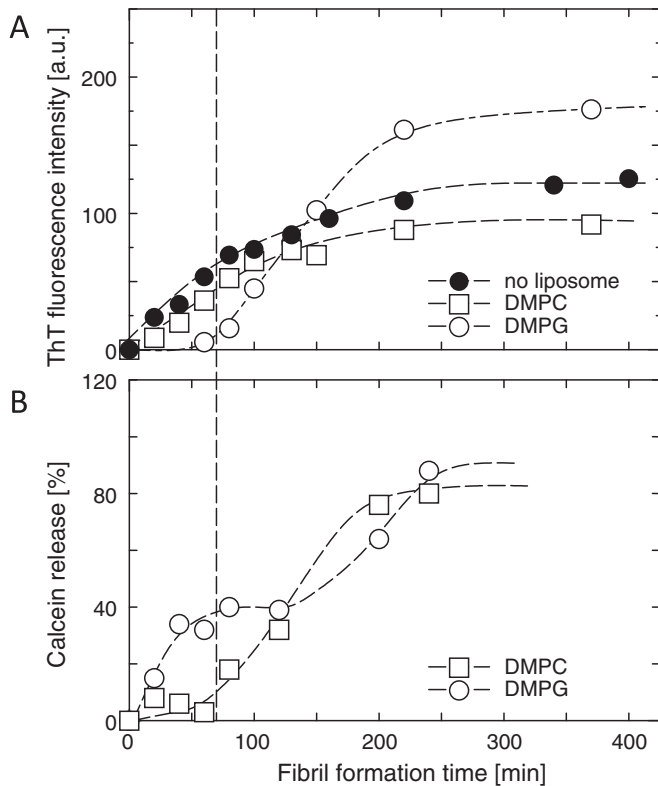 A
ThT fluorescence intensity [a.u.]
250
200
100
0
no liposome
DMPC
DMPG
B
Calcein release [%]
120
80
40
0
DMPC
DMPG
0
100
200
300
400
Fibril formation time [min]